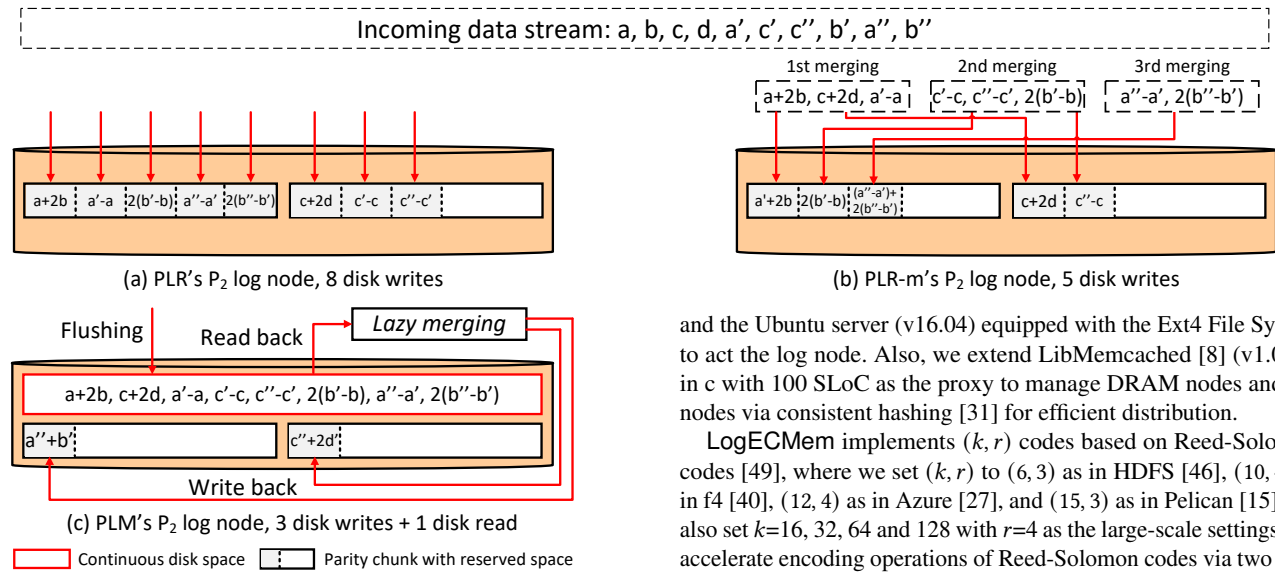 Incoming data stream: a, b, c, d, a', c', c'', b', a'', b''
a+2b a'-a 2(b'-b) a''-a' 2(b''-b') c+2d c'-c c''-c'
(a) PLR's P2 log node, 8 disk writes
1st merging 2nd merging 3rd merging
a+2b, c+2d, a'-a c'-c, c''-c', 2(b'-b) a''-a', 2(b''-b')
a'+2b 2(b'-b) (a''-a')+
2(b''-b') c+2d c''-c
(b) PLR-m's P2 log node, 5 disk writes
Flushing Read back Lazy merging
a+2b, c+2d, a'-a, c'-c, c''-c', 2(b'-b), a''-a', 2(b''-b')
a''+b' c''+2d'
Write back
(c) PLM's P2 log node, 3 disk writes + 1 disk read
Continuous disk space Parity chunk with reserved space
and the Ubuntu server (v16.04) equipped with the Ext4 File Sy
to act the log node. Also, we extend LibMemcached [8] (v1.0
in c with 100 SLoC as the proxy to manage DRAM nodes and
nodes via consistent hashing [31] for efficient distribution.
LogECMem implements (k, r) codes based on Reed-Solo
codes [49], where we set (k, r) to (6, 3) as in HDFS [46], (10,
in f4 [40], (12, 4) as in Azure [27], and (15, 3) as in Pelican [15]
also set k=16, 32, 64 and 128 with r=4 as the large-scale settings
accelerate encoding operations of Reed-Solomon codes via two